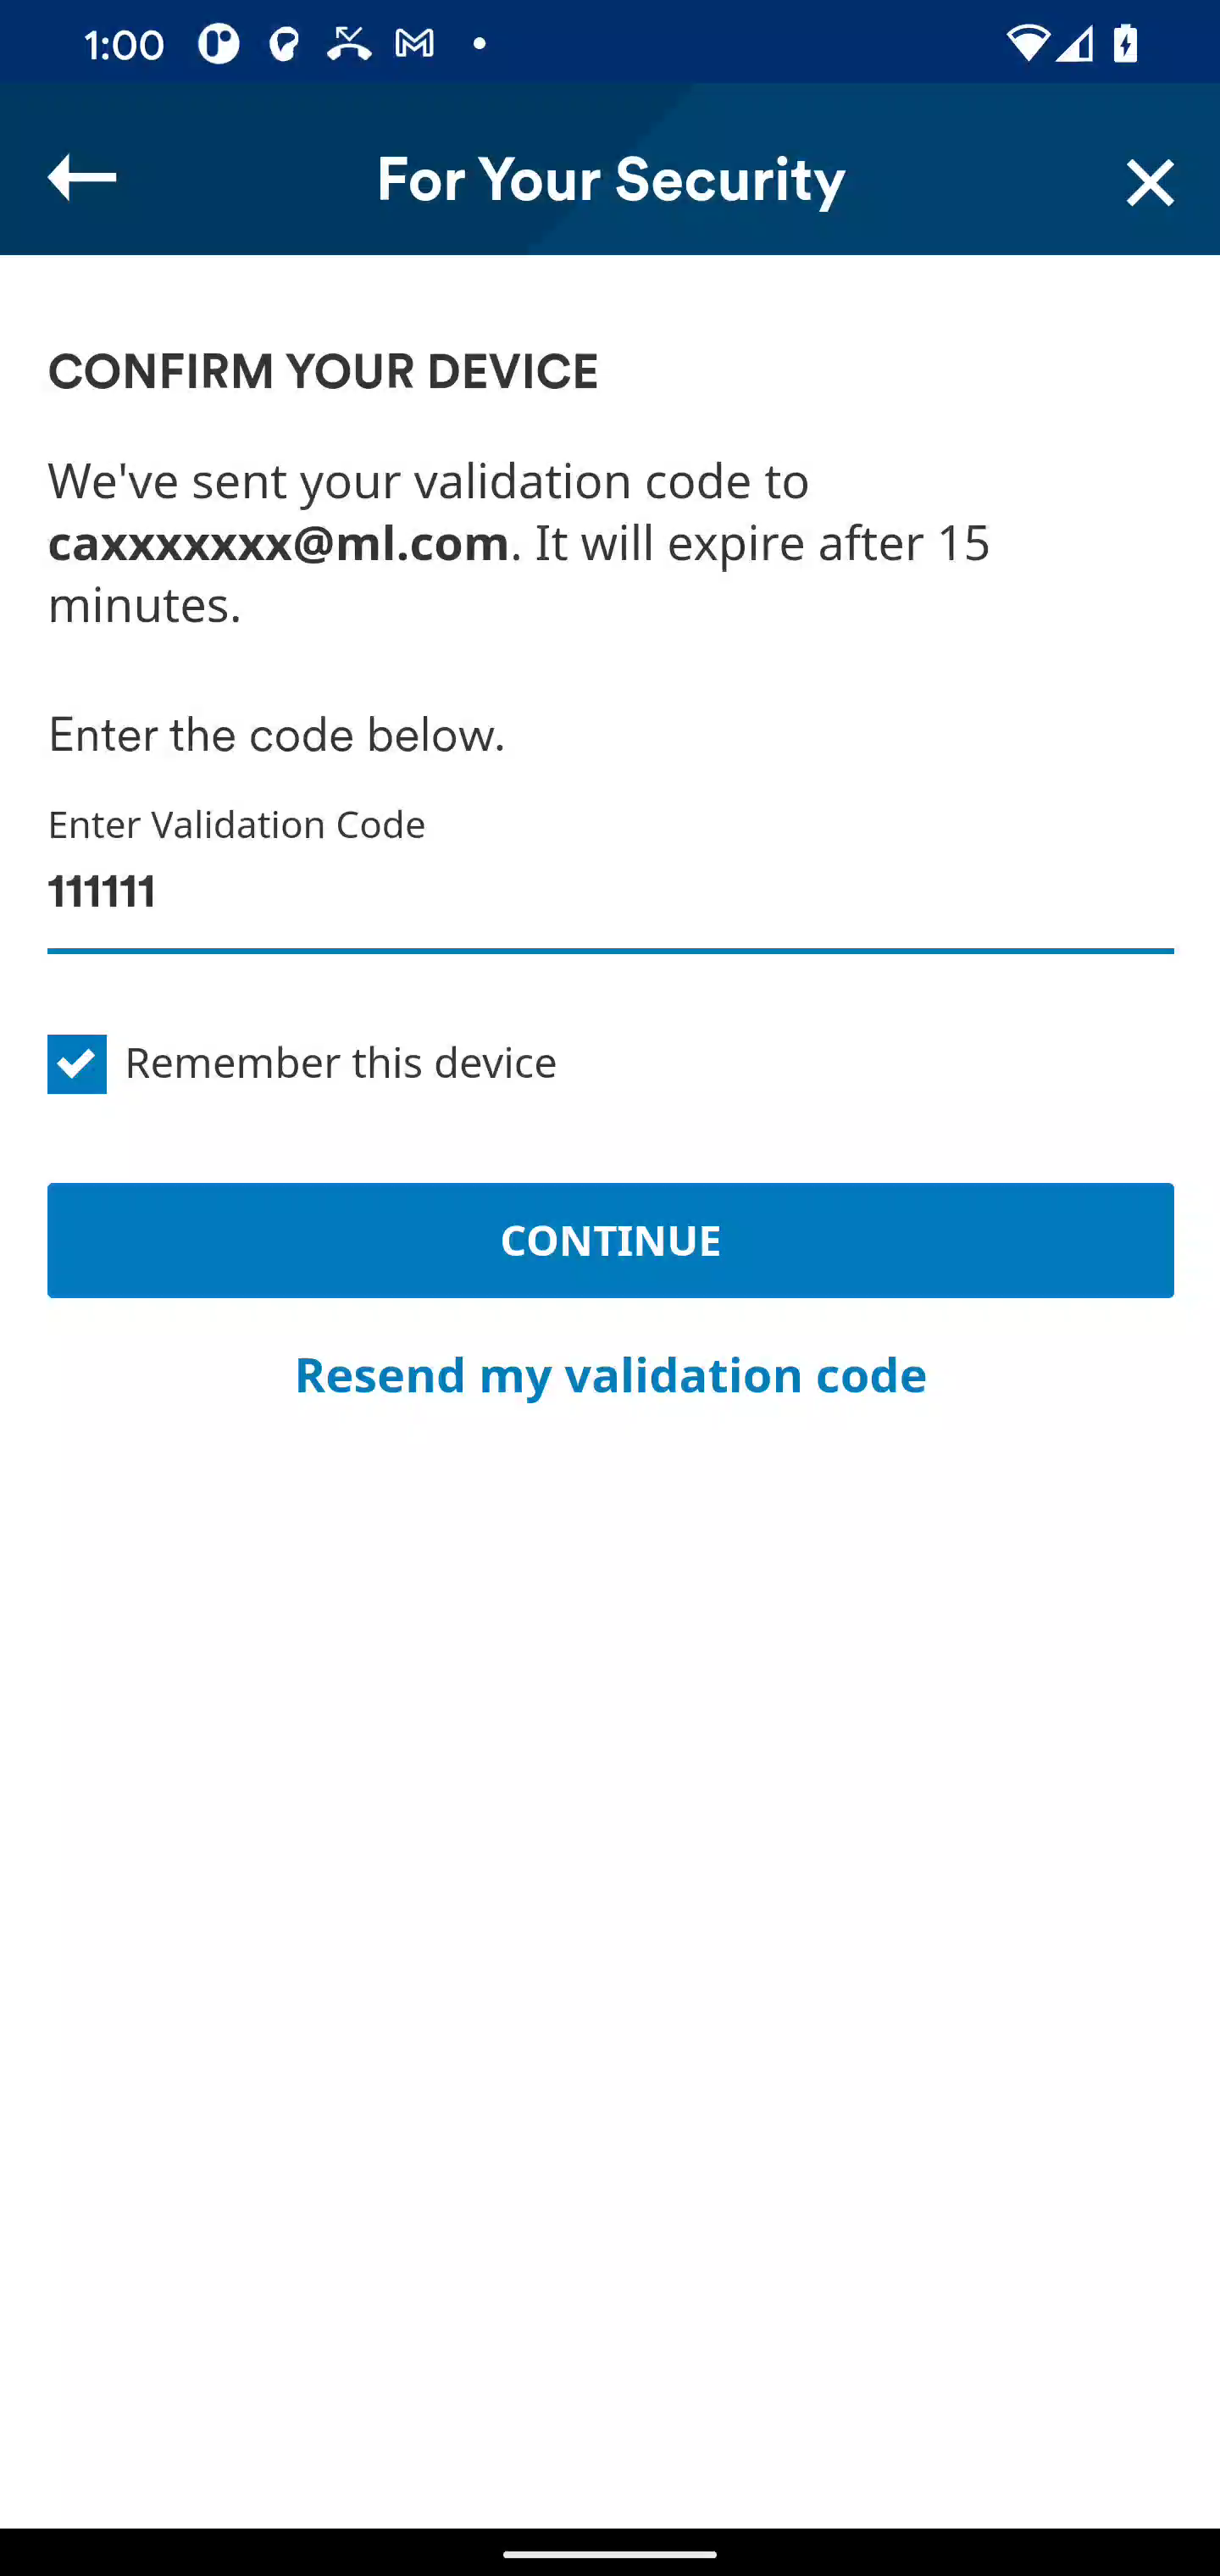 1:00
For Your Security
CONFIRM YOUR DEVICE
We've sent your validation code to
caxxxxxxx@ml.com. It will expire after 15
minutes.
Enter the code below.
Enter Validation Code
111111
Remember this device
CONTINUE
Resend my validation code